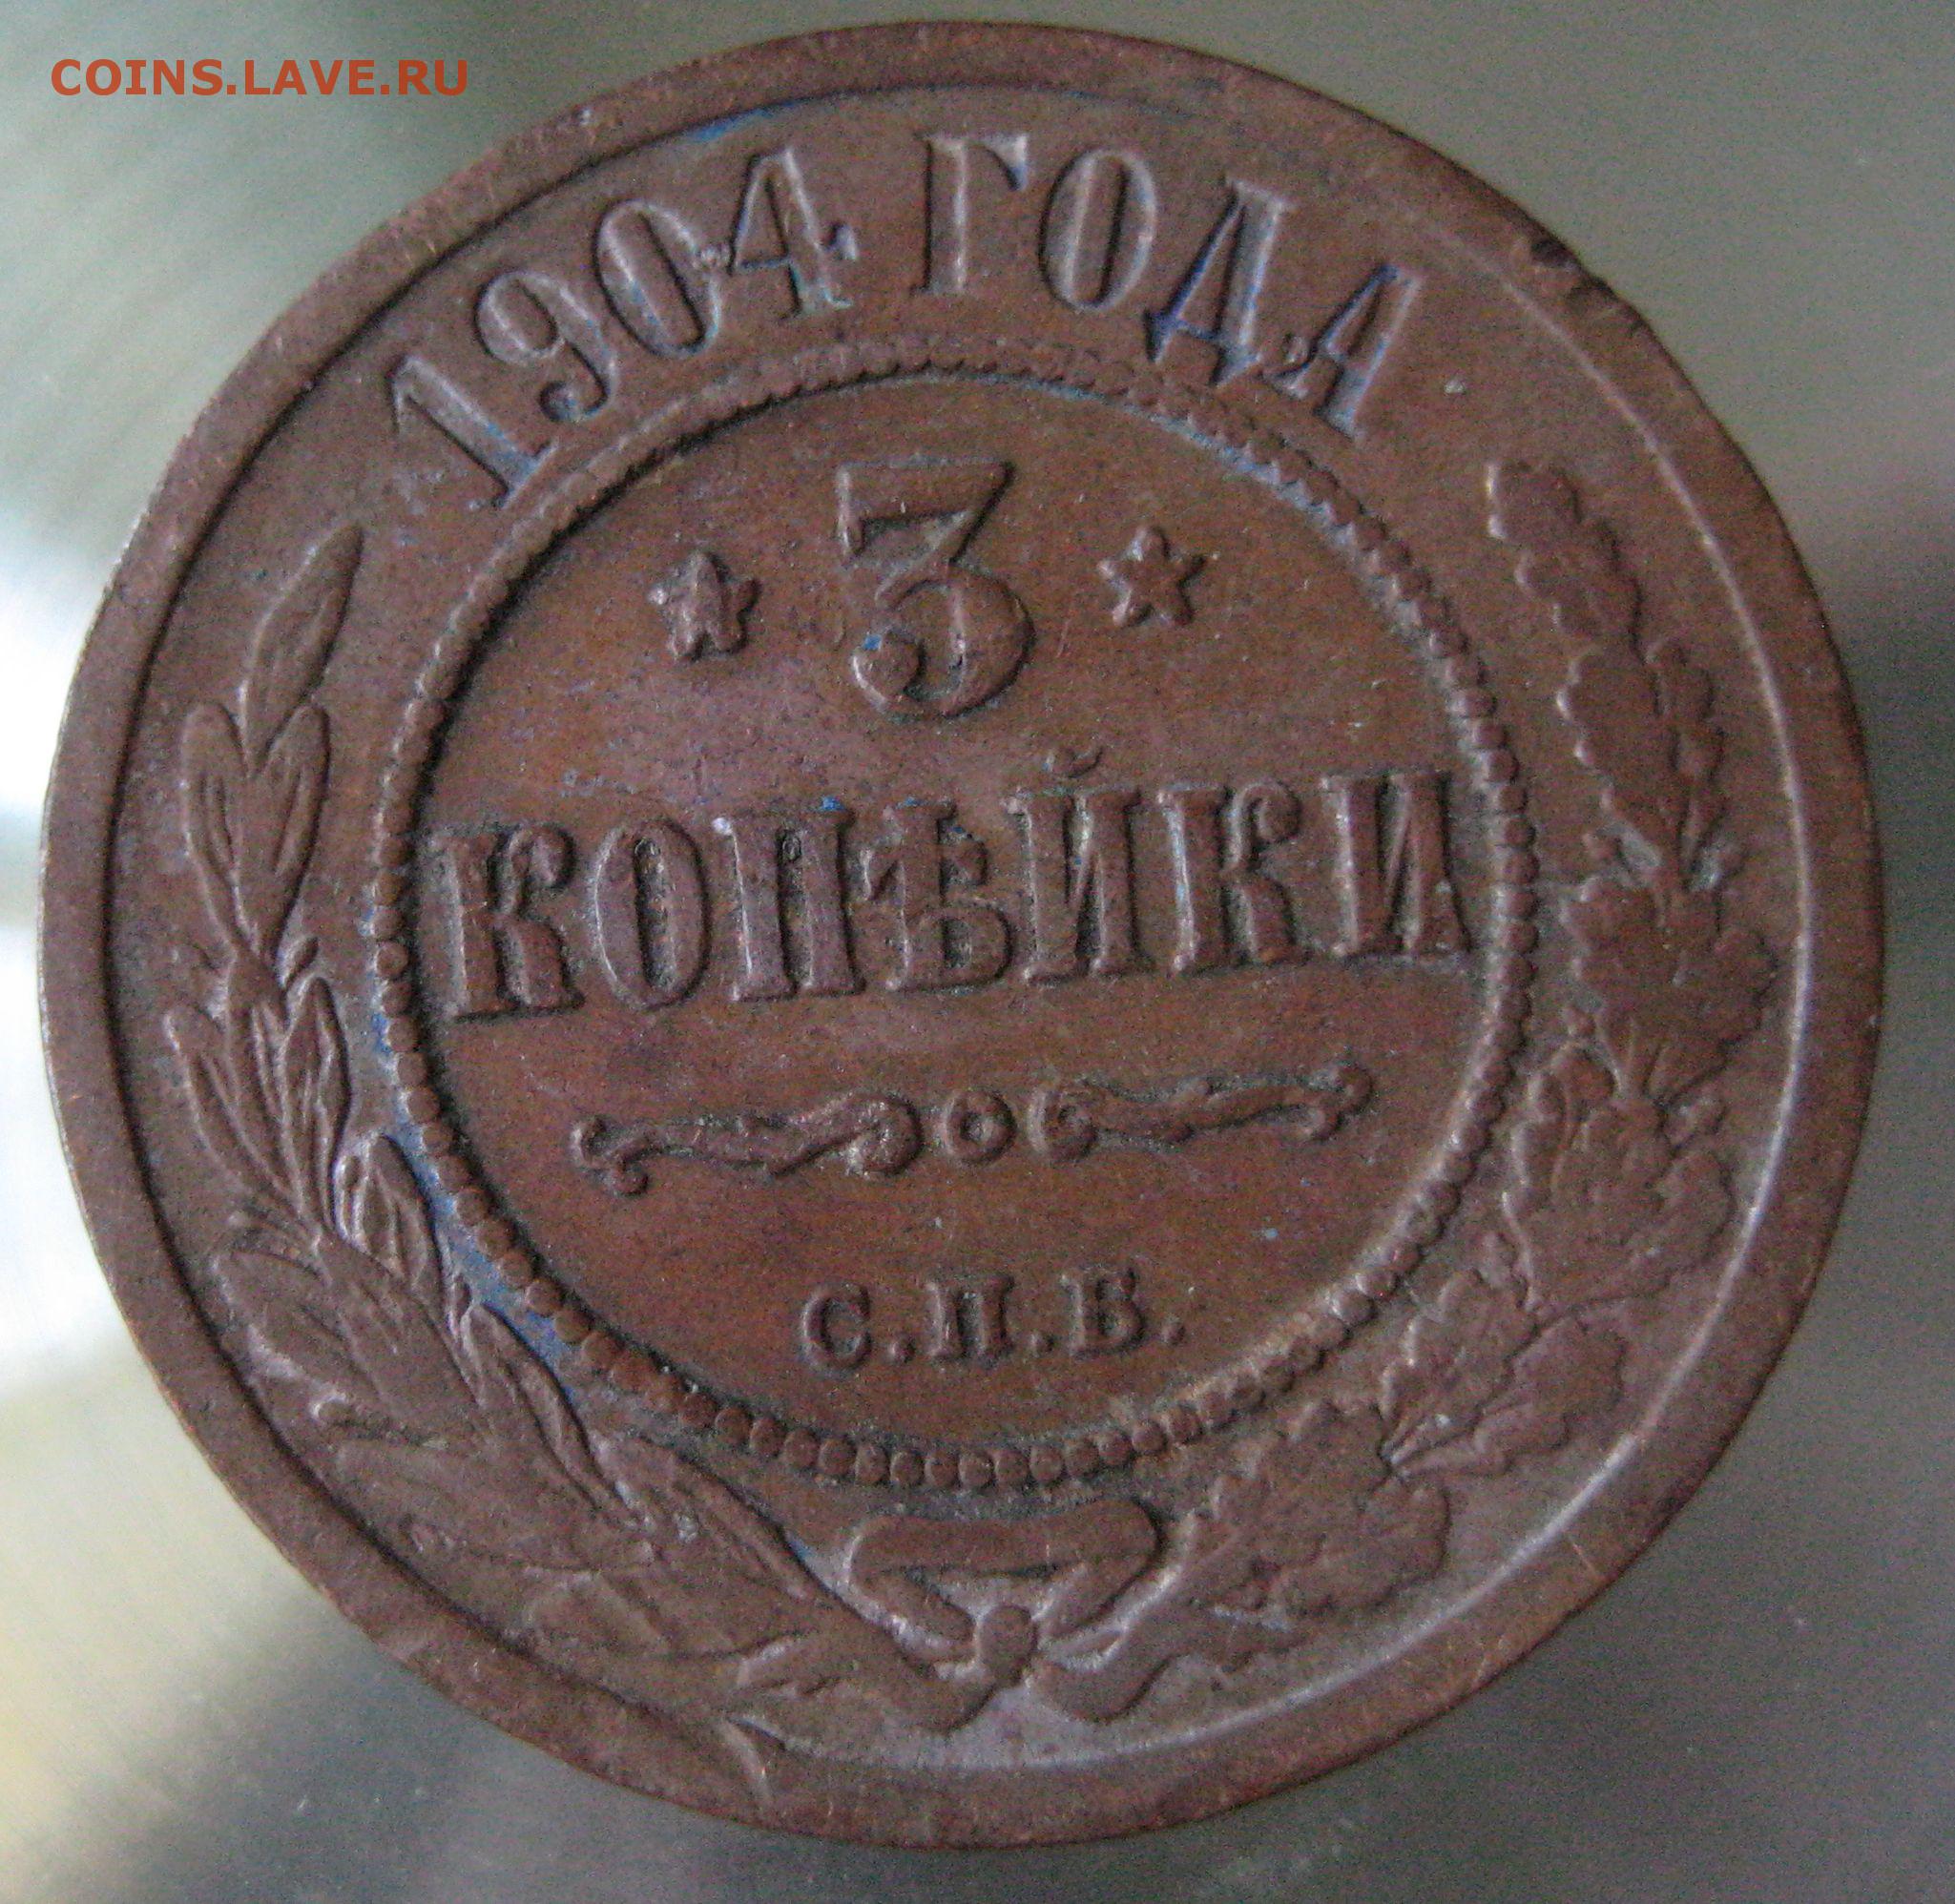 COINS.LAVE.RU
1904 ГОДА
3
КОПѢЙКИ
С.П.Б.